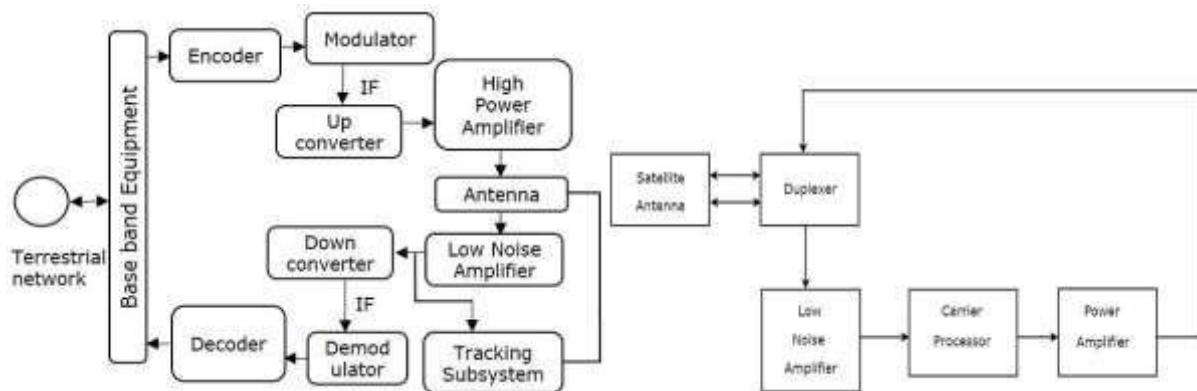 Terrestrial
network
Base band Equipment
Encoder
Modulator
IF
Up
converter
High
Power
Amplifier
Antenna
Low Noise
Amplifier
Down
converter
IF
Demod
ulator
Decoder
Tracking
Subsystem
Satellite
Antenna
Duplexer
Low
Noise
Amplifier
Carrier
Processor
Power
Amplifier